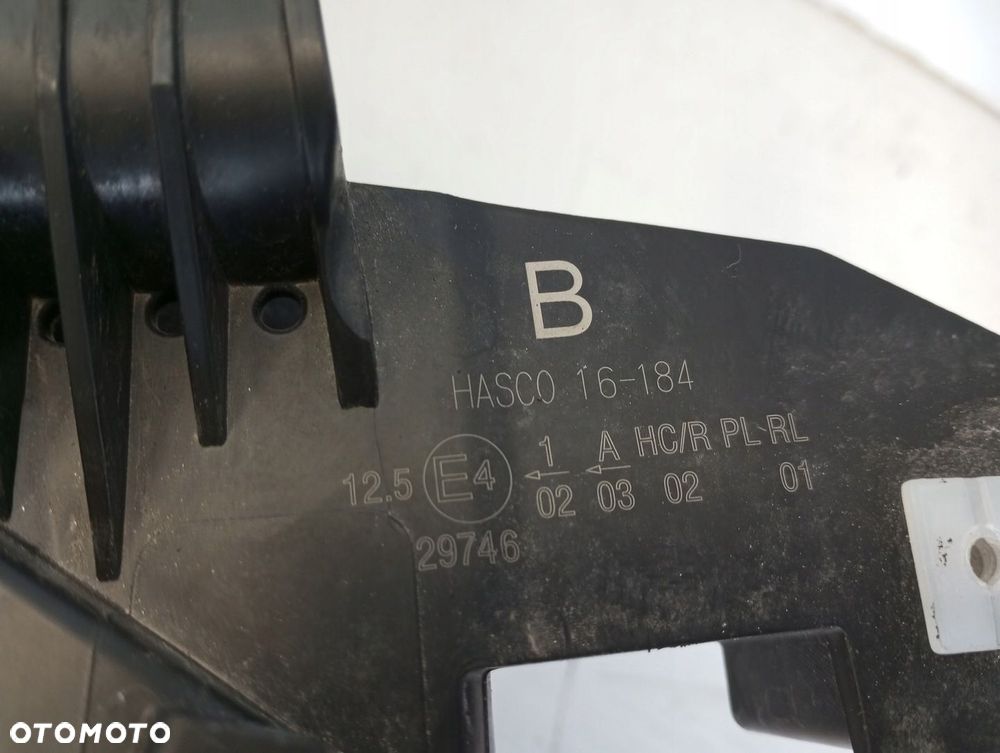 B
HASCO 16-184
1 A HC/R PL RL
12.5 E4 ← ←
02 03 02 01
29746
OTOMOTO